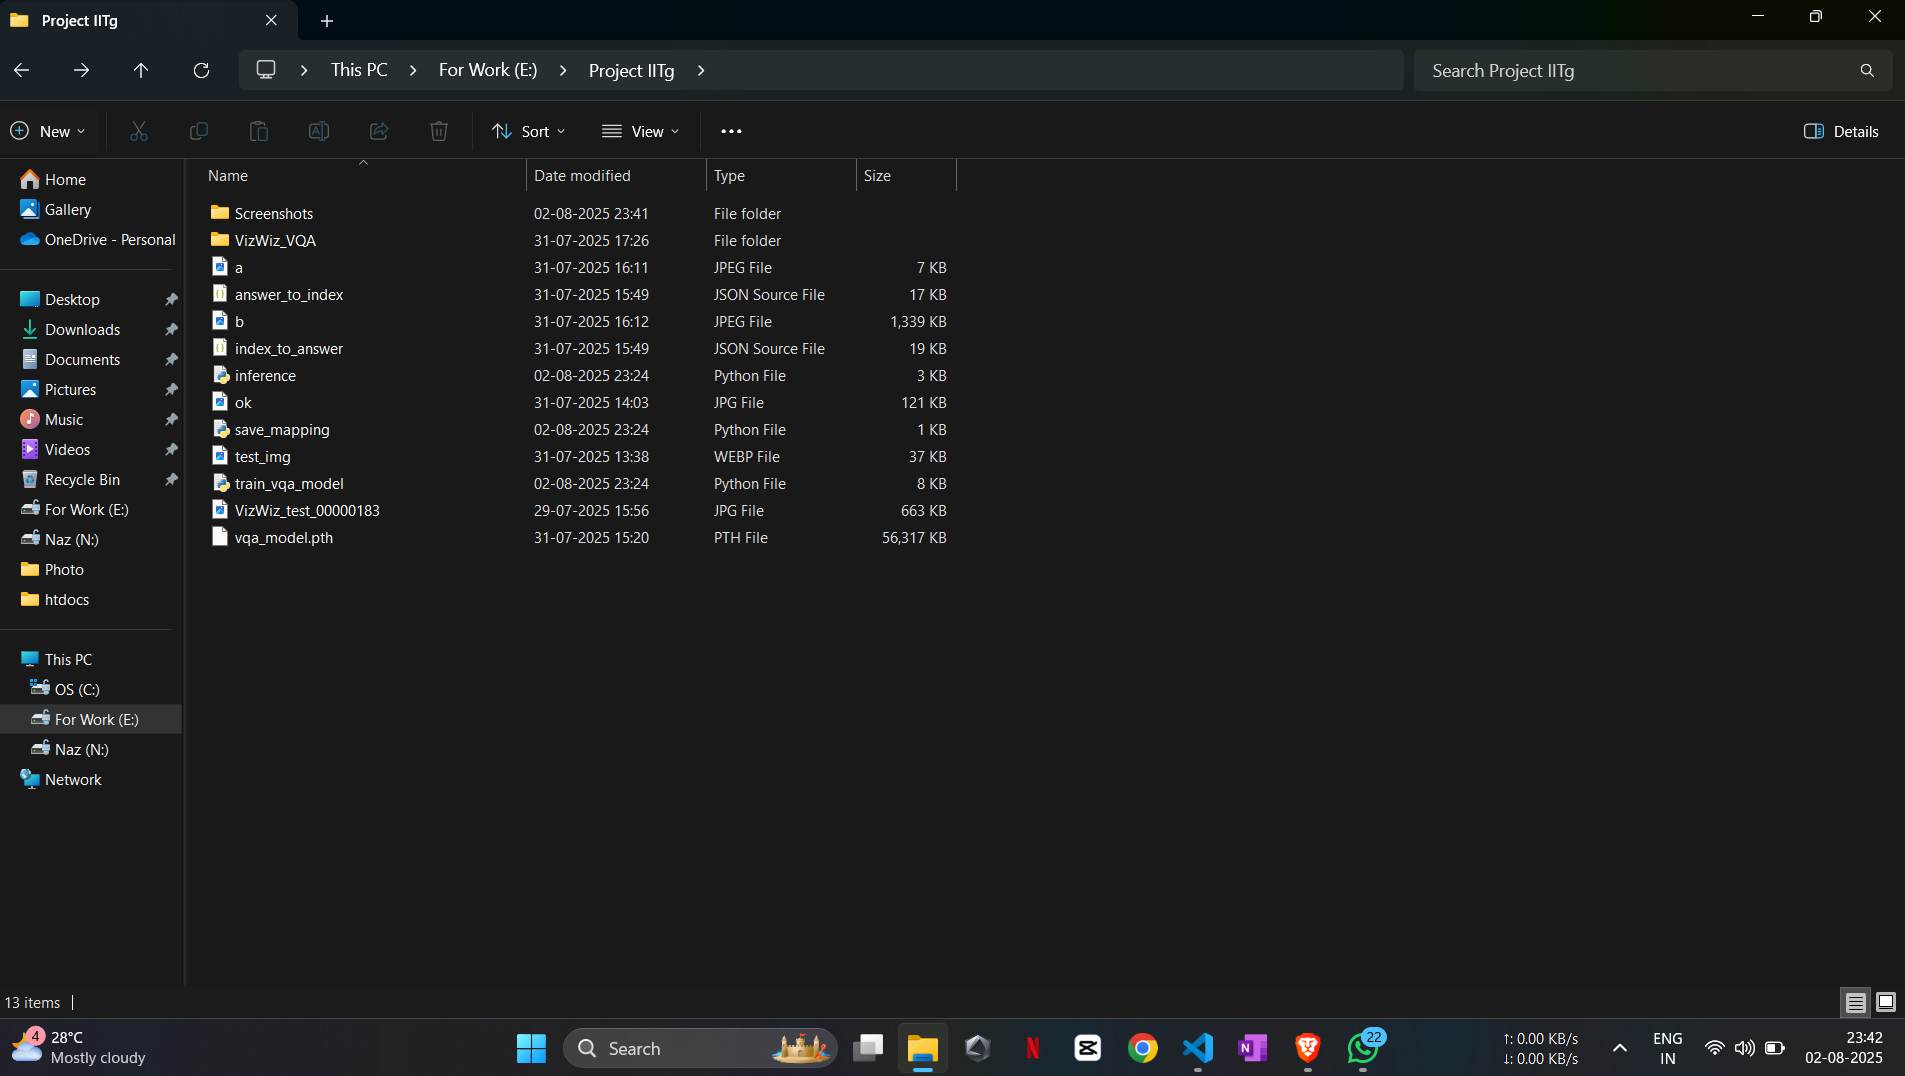 Project IITg
This PC For Work (E:) Project IITg Search Project IITg
New Sort View Details
Name Date modified Type Size
Home
Gallery
OneDrive - Personal
Desktop
Downloads
Documents
Pictures
Music
Videos
Recycle Bin
For Work (E:)
Naz (N:)
Photo
htdocs
This PC
OS (C:)
For Work (E:)
Naz (N:)
Network
Screenshots 02-08-2025 23:41 File folder
VizWiz_VQA 31-07-2025 17:26 File folder
a 31-07-2025 16:11 JPEG File 7 KB
answer_to_index 31-07-2025 15:49 JSON Source File 17 KB
b 31-07-2025 16:12 JPEG File 1,339 KB
index_to_answer 31-07-2025 15:49 JSON Source File 19 KB
inference 02-08-2025 23:24 Python File 3 KB
ok 31-07-2025 14:03 JPG File 121 KB
save_mapping 02-08-2025 23:24 Python File 1 KB
test_img 31-07-2025 13:38 WEBP File 37 KB
train_vqa_model 02-08-2025 23:24 Python File 8 KB
VizWiz_test_00000183 29-07-2025 15:56 JPG File 663 KB
vqa_model.pth 31-07-2025 15:20 PTH File 56,317 KB
13 items
4 28°C
Mostly cloudy
Search
N
N
22
↑: 0.00 KB/s
↓: 0.00 KB/s
ENG
IN
23:42
02-08-2025